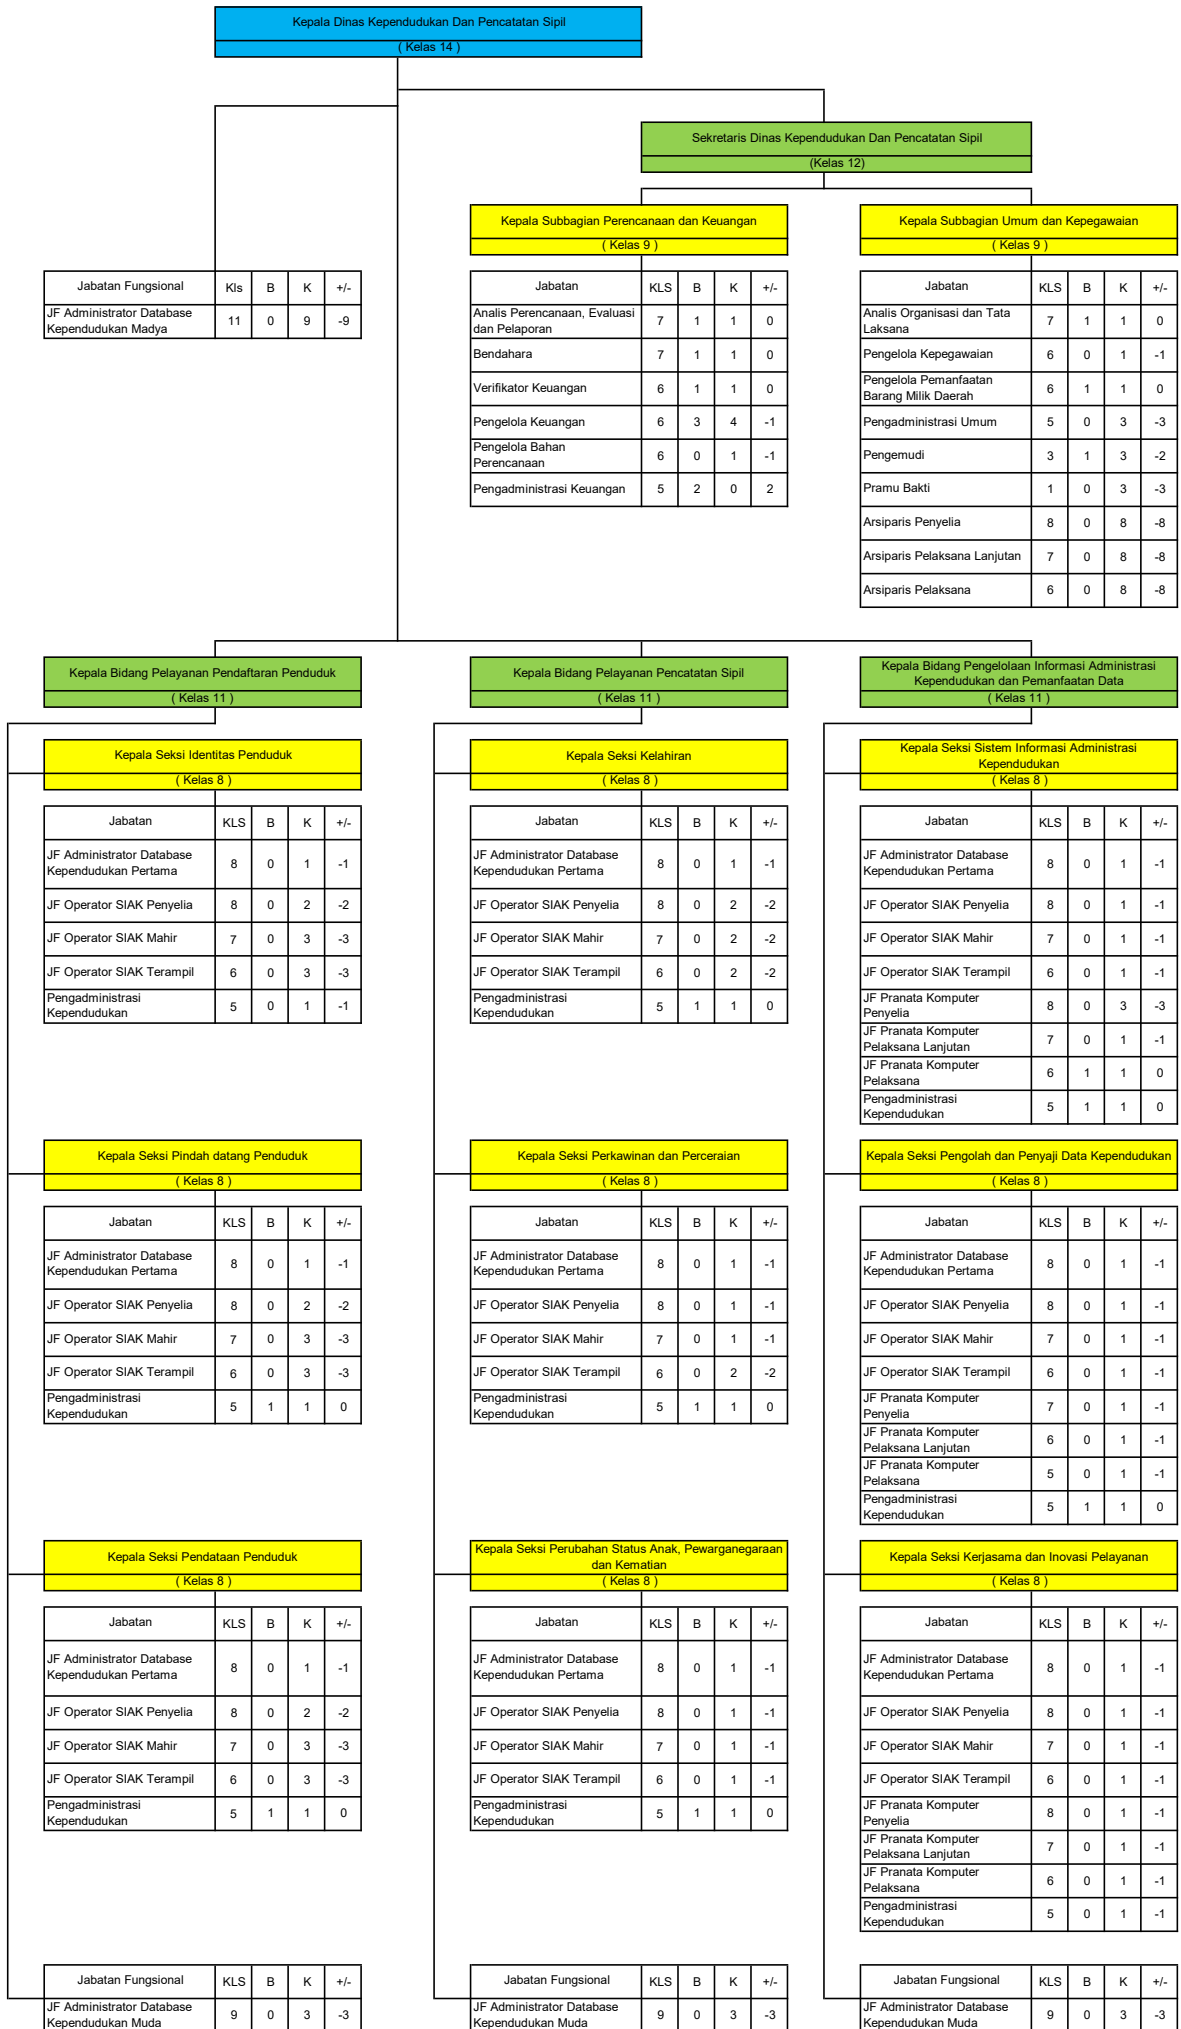 Kepala Dinas Kependudukan Dan Pencatatan Sipil
( Kelas 14 )
Sekretaris Dinas Kependudukan Dan Pencatatan Sipil
(Kelas 12)
Kepala Subbagian Perencanaan dan Keuangan
( Kelas 9 )
Kepala Subbagian Umum dan Kepegawaian
( Kelas 9 )
Jabatan Fungsional Kls B K +/-
JF Administrator Database
Kependudukan Madya 11 0 9 -9
Jabatan KLS B K +/-
Analis Perencanaan, Evaluasi
dan Pelaporan 7 1 1 0
Bendahara 7 1 1 0
Verifikator Keuangan 6 1 1 0
Pengelola Keuangan 6 3 4 -1
Pengelola Bahan
Perencanaan 6 0 1 -1
Pengadministrasi Keuangan 5 2 0 2
Jabatan KLS B K +/-
Analis Organisasi dan Tata
Laksana 7 1 1 0
Pengelola Kepegawaian 6 0 1 -1
Pengelola Pemanfaatan
Barang Milik Daerah 6 1 1 0
Pengadministrasi Umum 5 0 3 -3
Pengemudi 3 1 3 -2
Pramu Bakti 1 0 3 -3
Arsiparis Penyelia 8 0 8 -8
Arsiparis Pelaksana Lanjutan 7 0 8 -8
Arsiparis Pelaksana 6 0 8 -8
Kepala Bidang Pelayanan Pendaftaran Penduduk
( Kelas 11 )
Kepala Seksi Identitas Penduduk
( Kelas 8 )
Jabatan KLS B K +/-
JF Administrator Database
Kependudukan Pertama 8 0 1 -1
JF Operator SIAK Penyelia 8 0 2 -2
JF Operator SIAK Mahir 7 0 3 -3
JF Operator SIAK Terampil 6 0 3 -3
Pengadministrasi
Kependudukan 5 0 1 -1
Kepala Seksi Pindah datang Penduduk
( Kelas 8 )
Jabatan KLS B K +/-
JF Administrator Database
Kependudukan Pertama 8 0 1 -1
JF Operator SIAK Penyelia 8 0 2 -2
JF Operator SIAK Mahir 7 0 3 -3
JF Operator SIAK Terampil 6 0 3 -3
Pengadministrasi
Kependudukan 5 1 1 0
Kepala Seksi Pendataan Penduduk
( Kelas 8 )
Jabatan KLS B K +/-
JF Administrator Database
Kependudukan Pertama 8 0 1 -1
JF Operator SIAK Penyelia 8 0 2 -2
JF Operator SIAK Mahir 7 0 3 -3
JF Operator SIAK Terampil 6 0 3 -3
Pengadministrasi
Kependudukan 5 1 1 0
Jabatan Fungsional KLS B K +/-
JF Administrator Database
Kependudukan Muda 9 0 3 -3
Kepala Bidang Pelayanan Pencatatan Sipil
( Kelas 11 )
Kepala Seksi Kelahiran
( Kelas 8 )
Jabatan KLS B K +/-
JF Administrator Database
Kependudukan Pertama 8 0 1 -1
JF Operator SIAK Penyelia 8 0 2 -2
JF Operator SIAK Mahir 7 0 2 -2
JF Operator SIAK Terampil 6 0 2 -2
Pengadministrasi
Kependudukan 5 1 1 0
Kepala Seksi Perkawinan dan Perceraian
( Kelas 8 )
Jabatan KLS B K +/-
JF Administrator Database
Kependudukan Pertama 8 0 1 -1
JF Operator SIAK Penyelia 8 0 1 -1
JF Operator SIAK Mahir 7 0 1 -1
JF Operator SIAK Terampil 6 0 2 -2
Pengadministrasi
Kependudukan 5 1 1 0
Kepala Seksi Perubahan Status Anak, Pewarganegaraan
dan Kematian
( Kelas 8 )
Jabatan KLS B K +/-
JF Administrator Database
Kependudukan Pertama 8 0 1 -1
JF Operator SIAK Penyelia 8 0 1 -1
JF Operator SIAK Mahir 7 0 1 -1
JF Operator SIAK Terampil 6 0 1 -1
Pengadministrasi
Kependudukan 5 1 1 0
Jabatan Fungsional KLS B K +/-
JF Administrator Database
Kependudukan Muda 9 0 3 -3
Kepala Bidang Pengelolaan Informasi Administrasi
Kependudukan dan Pemanfaatan Data
( Kelas 11 )
Kepala Seksi Sistem Informasi Administrasi
Kependudukan
( Kelas 8 )
Jabatan KLS B K +/-
JF Administrator Database
Kependudukan Pertama 8 0 1 -1
JF Operator SIAK Penyelia 8 0 1 -1
JF Operator SIAK Mahir 7 0 1 -1
JF Operator SIAK Terampil 6 0 1 -1
JF Pranata Komputer
Penyelia 8 0 3 -3
JF Pranata Komputer
Pelaksana Lanjutan 7 0 1 -1
JF Pranata Komputer
Pelaksana 6 1 1 0
Pengadministrasi
Kependudukan 5 1 1 0
Kepala Seksi Pengolah dan Penyaji Data Kependudukan
( Kelas 8 )
Jabatan KLS B K +/-
JF Administrator Database
Kependudukan Pertama 8 0 1 -1
JF Operator SIAK Penyelia 8 0 1 -1
JF Operator SIAK Mahir 7 0 1 -1
JF Operator SIAK Terampil 6 0 1 -1
JF Pranata Komputer
Penyelia 7 0 1 -1
JF Pranata Komputer
Pelaksana Lanjutan 6 0 1 -1
JF Pranata Komputer
Pelaksana 5 0 1 -1
Pengadministrasi
Kependudukan 5 1 1 0
Kepala Seksi Kerjasama dan Inovasi Pelayanan
( Kelas 8 )
Jabatan KLS B K +/-
JF Administrator Database
Kependudukan Pertama 8 0 1 -1
JF Operator SIAK Penyelia 8 0 1 -1
JF Operator SIAK Mahir 7 0 1 -1
JF Operator SIAK Terampil 6 0 1 -1
JF Pranata Komputer
Penyelia 8 0 1 -1
JF Pranata Komputer
Pelaksana Lanjutan 7 0 1 -1
JF Pranata Komputer
Pelaksana 6 0 1 -1
Pengadministrasi
Kependudukan 5 0 1 -1
Jabatan Fungsional KLS B K +/-
JF Administrator Database
Kependudukan Muda 9 0 3 -3